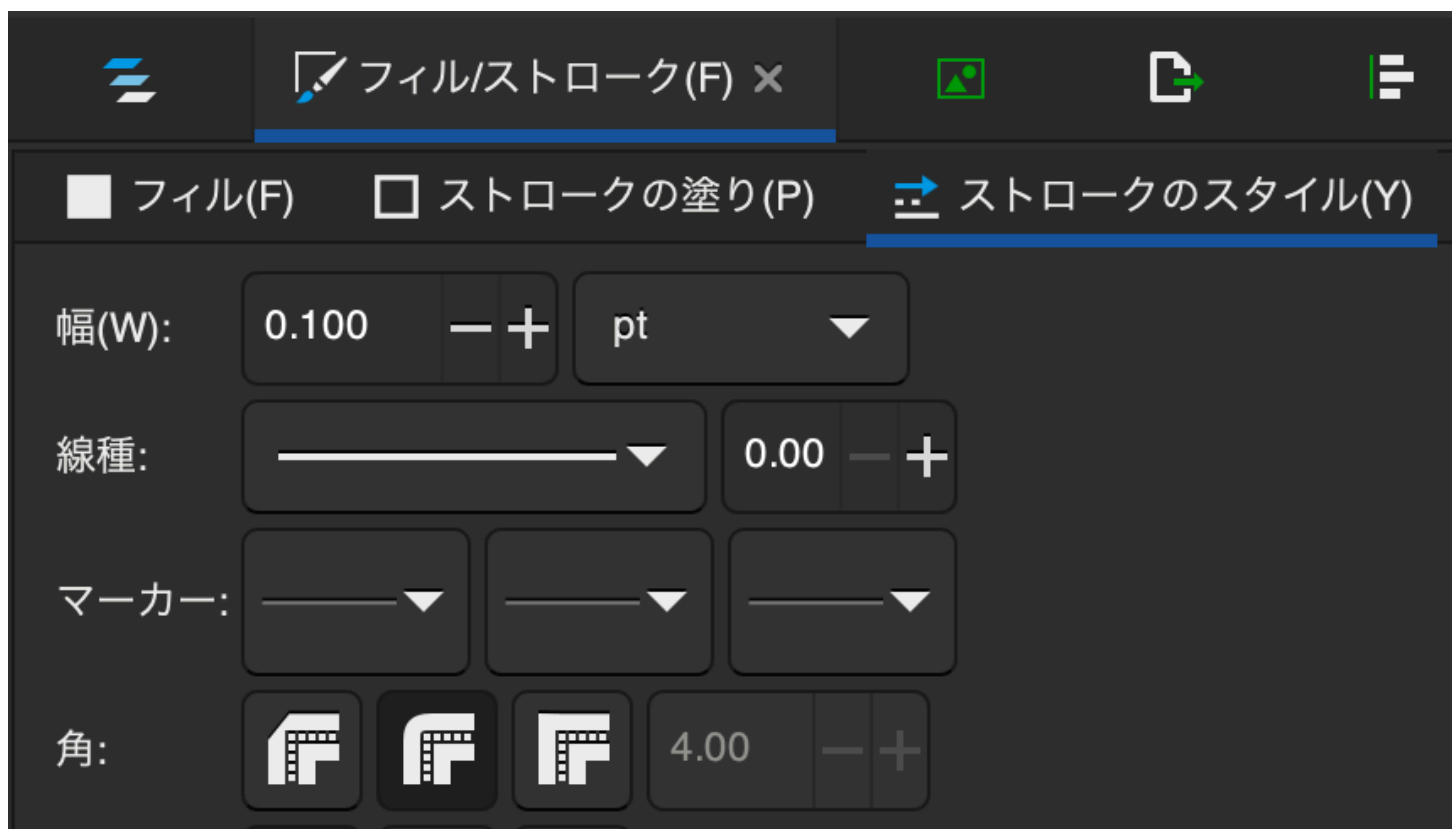 フィル/ストローク(F)
フィル(F) ストロークの塗り(P) ストロークのスタイル(Y)
幅(W): 0.100 pt
線種: 0.00
マーカー:
角: 4.00